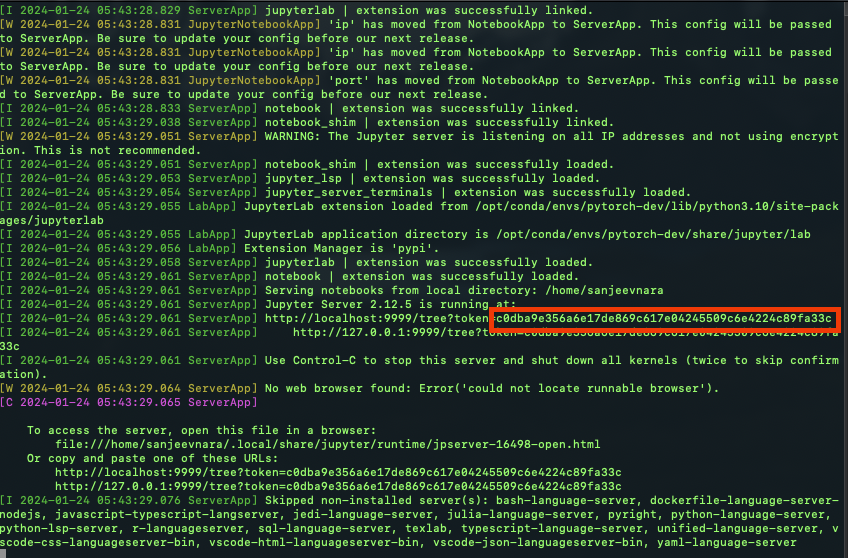 [I 2024-01-24 05:43:28.829 ServerApp] jupyterlab | extension was successfully linked.
[W 2024-01-24 05:43:28.831 JupyterNotebookApp] 'ip' has moved from NotebookApp to ServerApp. This config will be passed
to ServerApp. Be sure to update your config before our next release.
[W 2024-01-24 05:43:28.831 JupyterNotebookApp] 'ip' has moved from NotebookApp to ServerApp. This config will be passed
to ServerApp. Be sure to update your config before our next release.
[W 2024-01-24 05:43:28.831 JupyterNotebookApp] 'port' has moved from NotebookApp to ServerApp. This config will be passe
d to ServerApp. Be sure to update your config before our next release.
[I 2024-01-24 05:43:28.833 ServerApp] notebook | extension was successfully linked.
[I 2024-01-24 05:43:29.038 ServerApp] notebook_shim | extension was successfully linked.
[W 2024-01-24 05:43:29.051 ServerApp] WARNING: The Jupyter server is listening on all IP addresses and not using encrypt
ion. This is not recommended.
[I 2024-01-24 05:43:29.051 ServerApp] notebook_shim | extension was successfully loaded.
[I 2024-01-24 05:43:29.053 ServerApp] jupyter_lsp | extension was successfully loaded.
[I 2024-01-24 05:43:29.054 ServerApp] jupyter_server_terminals | extension was successfully loaded.
[I 2024-01-24 05:43:29.055 LabApp] JupyterLab extension loaded from /opt/conda/envs/pytorch-dev/lib/python3.10/site-pack
ages/jupyterlab
[I 2024-01-24 05:43:29.055 LabApp] JupyterLab application directory is /opt/conda/envs/pytorch-dev/share/jupyter/lab
[I 2024-01-24 05:43:29.056 LabApp] Extension Manager is 'pypi'.
[I 2024-01-24 05:43:29.058 ServerApp] jupyterlab | extension was successfully loaded.
[I 2024-01-24 05:43:29.061 ServerApp] notebook | extension was successfully loaded.
[I 2024-01-24 05:43:29.061 ServerApp] Serving notebooks from local directory: /home/sanjeevnara
[I 2024-01-24 05:43:29.061 ServerApp] Jupyter Server 2.12.5 is running at:
[I 2024-01-24 05:43:29.061 ServerApp] http://localhost:9999/tree?token=c0dba9e356a6e17de869c617e04245509c6e4224c89fa33c
[I 2024-01-24 05:43:29.061 ServerApp]     http://127.0.0.1:9999/tree?token=c0dba9e356a6e17de869c617e04245509c6e4224c89fa
33c
[I 2024-01-24 05:43:29.061 ServerApp] Use Control-C to stop this server and shut down all kernels (twice to skip confirm
ation).
[W 2024-01-24 05:43:29.064 ServerApp] No web browser found: Error('could not locate runnable browser').
[C 2024-01-24 05:43:29.065 ServerApp]
To access the server, open this file in a browser:
file:///home/sanjeevnara/.local/share/jupyter/runtime/jpserver-16498-open.html
Or copy and paste one of these URLs:
http://localhost:9999/tree?token=c0dba9e356a6e17de869c617e04245509c6e4224c89fa33c
http://127.0.0.1:9999/tree?token=c0dba9e356a6e17de869c617e04245509c6e4224c89fa33c
[I 2024-01-24 05:43:29.076 ServerApp] Skipped non-installed server(s): bash-language-server, dockerfile-language-server-
nodejs, javascript-typescript-langserver, jedi-language-server, julia-language-server, pyright, python-language-server,
python-lsp-server, r-languageserver, sql-language-server, texlab, typescript-language-server, unified-language-server, v
scode-css-languageserver-bin, vscode-html-languageserver-bin, vscode-json-languageserver-bin, yaml-language-server